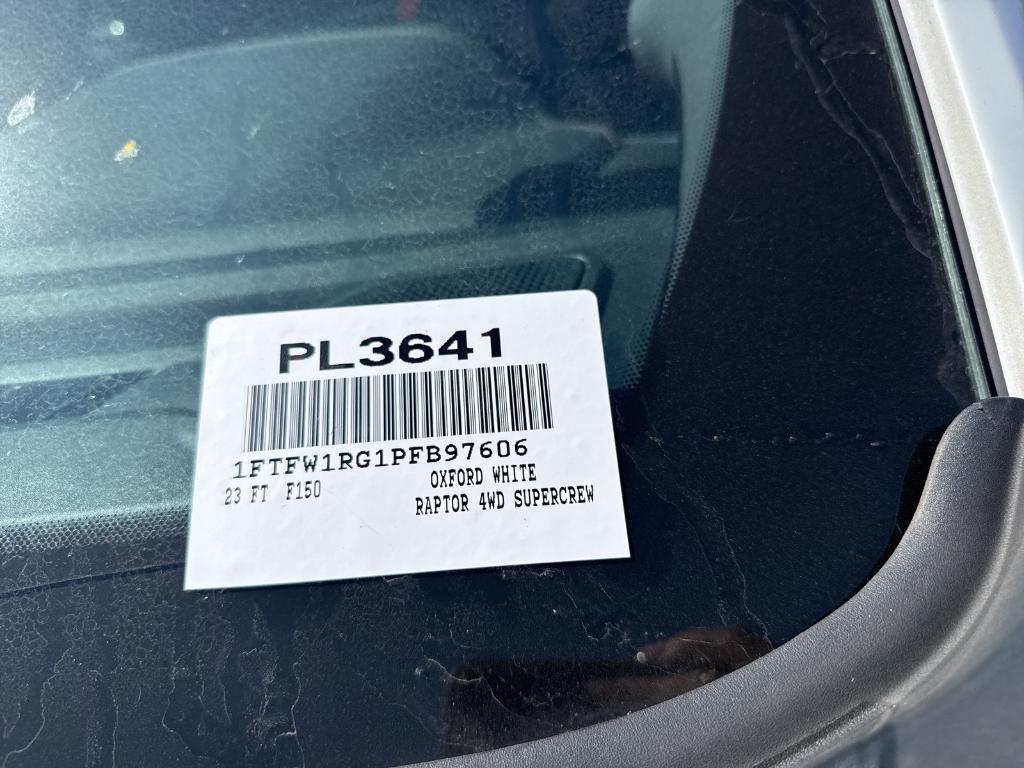 PL3641
1FTFW1RG1PFB97606
23 FT F150 OXFORD WHITE
RAPTOR 4WD SUPERCREW